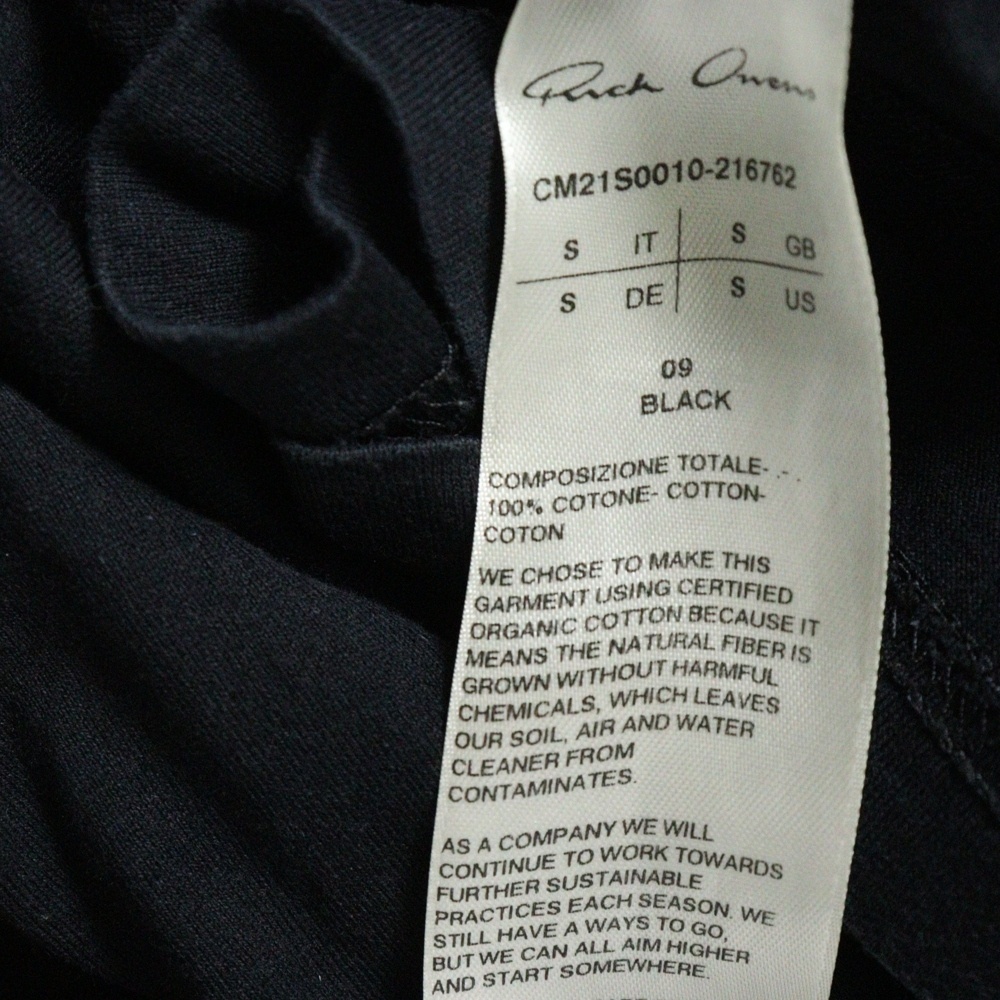 Rick Owens
CM21S0010-216762
S IT S GB
S DE S US
09
BLACK
COMPOSIZIONE TOTALE- -
100% COTONE- COTTON-
COTON
WE CHOSE TO MAKE THIS
GARMENT USING CERTIFIED
ORGANIC COTTON BECAUSE IT
MEANS THE NATURAL FIBER IS
GROWN WITHOUT HARMFUL
CHEMICALS, WHICH LEAVES
OUR SOIL, AIR AND WATER
CLEANER FROM
CONTAMINATES.
AS A COMPANY WE WILL
CONTINUE TO WORK TOWARDS
FURTHER SUSTAINABLE
PRACTICES EACH SEASON. WE
STILL HAVE A WAYS TO GO,
BUT WE CAN ALL AIM HIGHER
AND START SOMEWHERE.